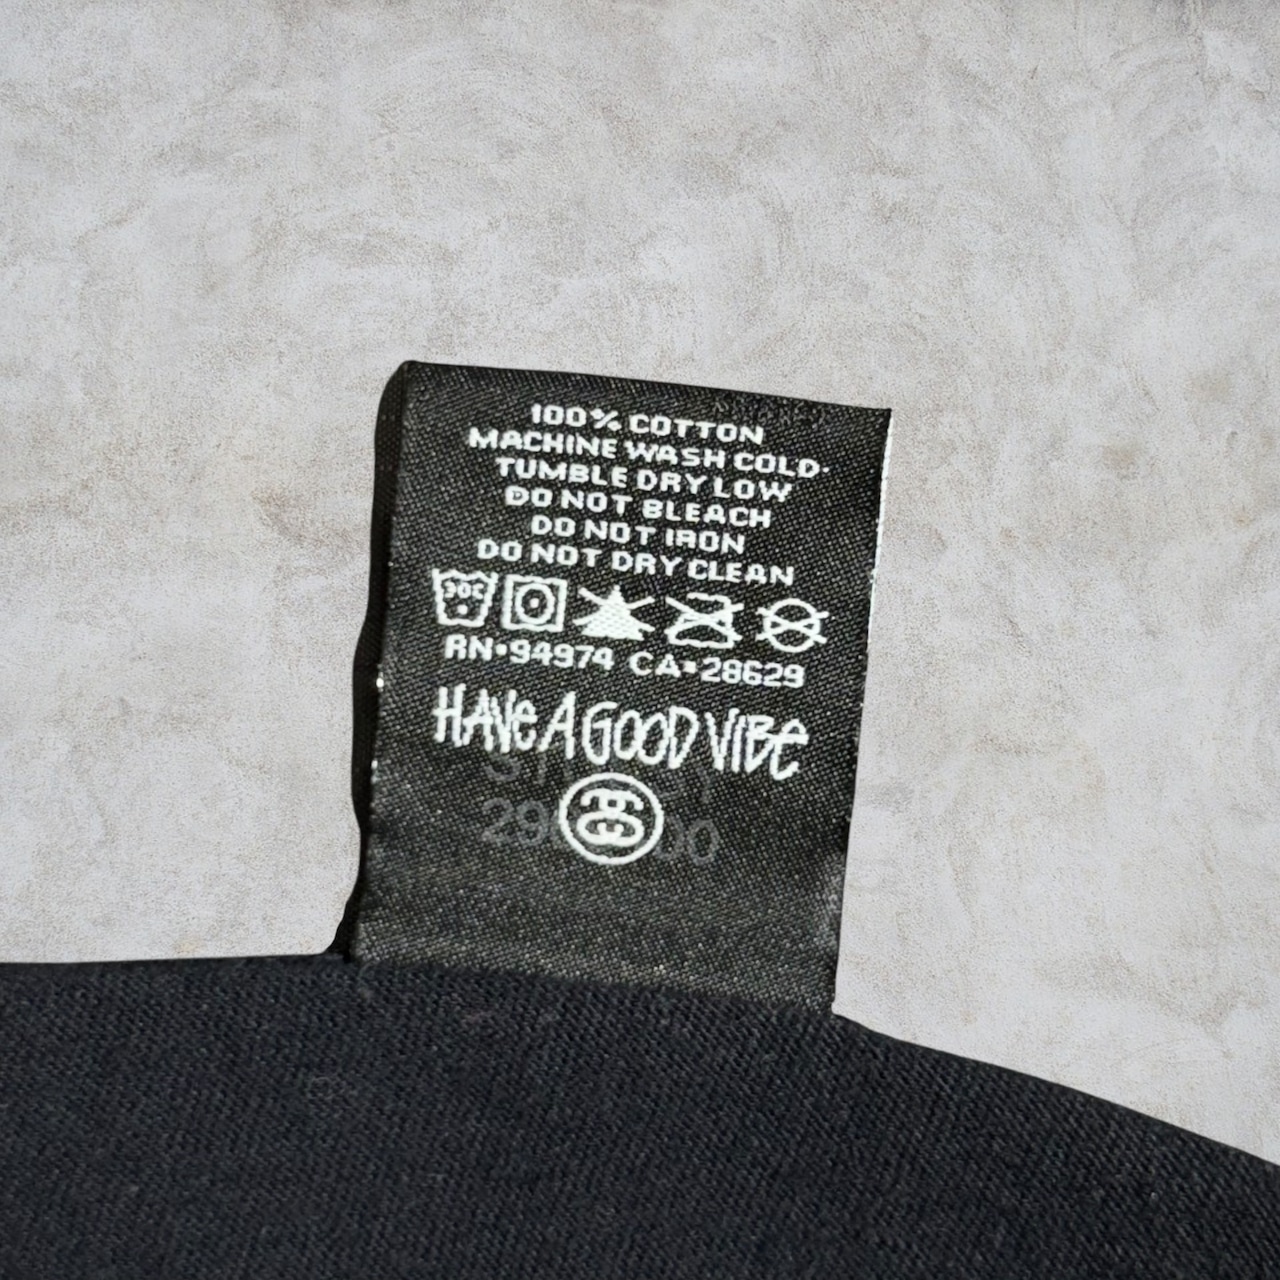 100% COTTON
MACHINE WASH COLD
TUMBLE DRY LOW
DO NOT BLEACH
DO NOT IRON
DO NOT DRY CLEAN
30C
RN•94974 CA•28629
HAVE A GOOD VIBE